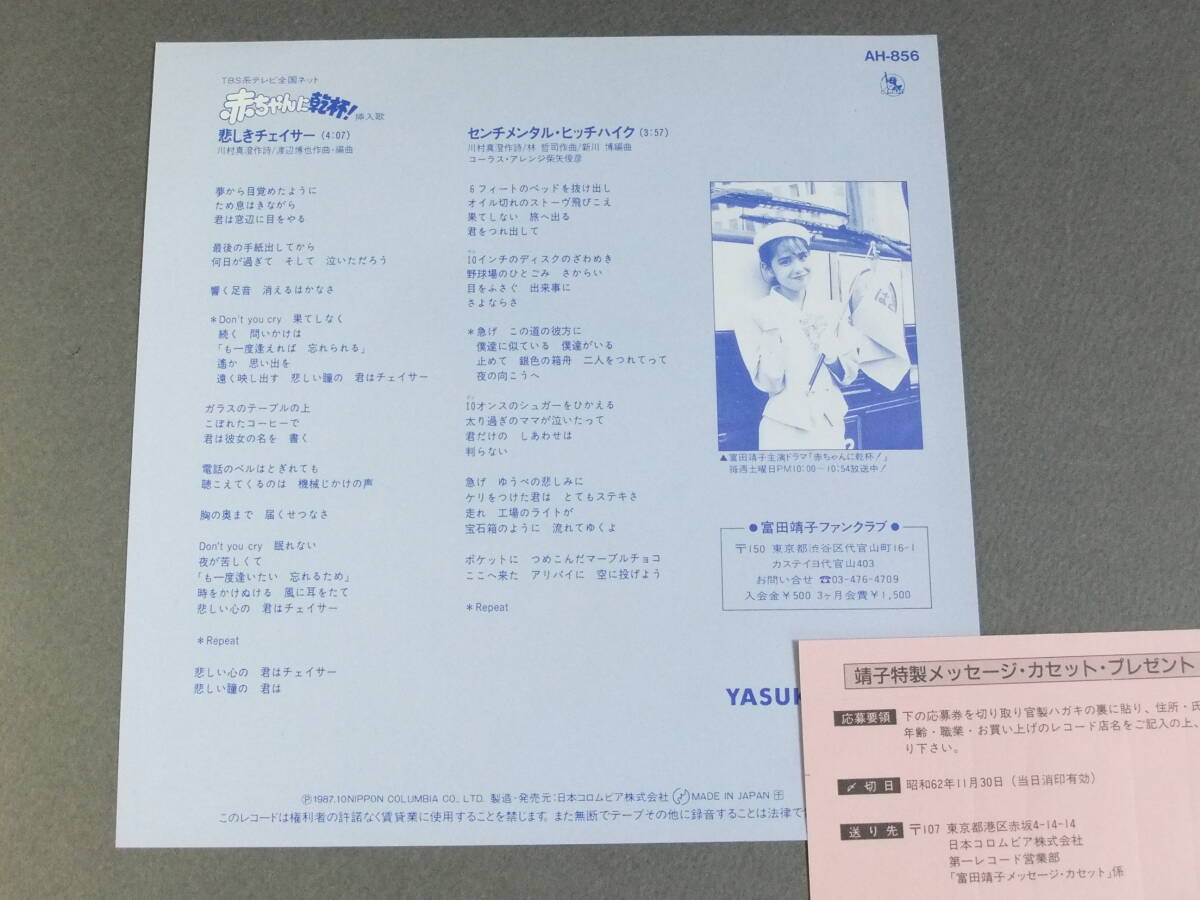 AH-856
TBS系テレビ全国ネット
赤ちゃんに乾杯! 挿入歌
悲しきチェイサー (4:07)
川村真澄作詩/渡辺博也作曲・編曲
夢から目覚めたように
ため息はきながら
君は窓辺に目をやる
最後の手紙出してから
何日が過ぎて そして 泣いただろう
響く足音 消えるはかなさ
*Don't you cry 果てしなく
続く 問いかけは
「も一度逢えれば 忘れられる」
遙か 思い出を
遠く映し出す 悲しい瞳の 君はチェイサー
ガラスのテーブルの上
こぼれたコーヒーで
君は彼女の名を 書く
電話のベルはとぎれても
聴こえてくるのは 機械じかけの声
胸の奥まで 届くせつなさ
Don't you cry 眠れない
夜が苦しくて
「も一度逢いたい 忘れるため」
時をかけぬける 風に耳をたて
悲しい心の 君はチェイサー
*Repeat
悲しい心の 君はチェイサー
悲しい瞳の 君は
センチメンタル・ヒッチハイク (3:57)
川村真澄作詩/林 哲司作曲/新川 博編曲
コーラス・アレンジ柴矢俊彦
6フィートのベッドを抜け出し
オイル切れのストーヴ飛びこえ
果てしない 旅へ出る
君をつれ出して
10インチのディスクのざわめき
野球場のひとごみ さからい
目をふさぐ 出来事に
さよならさ
*急げ この道の彼方に
僕達に似ている 僕達がいる
止めて 銀色の箱舟 二人をつれてって
夜の向こうへ
10オンスのシュガーをひかえる
太り過ぎのママが泣いたって
君だけの しあわせは
判らない
急げ ゆうべの悲しみに
ケリをつけた君は とてもステキさ
走れ 工場のライトが
宝石箱のように 流れてゆくよ
ポケットに つめこんだマーブルチョコ
ここへ来た アリバイに 空に投げよう
*Repeat
▲富田靖子主演ドラマ「赤ちゃんに乾杯!」
毎週土曜日PM10:00〜10:54放送中!
●富田靖子ファンクラブ●
〒150 東京都渋谷区代官山町16-1
カステイヨ代官山403
お問い合せ ☎03-476-4709
入会金¥500 3ヶ月会費¥1,500
YASUK
Ⓟ1987.10NIPPON COLUMBIA CO., LTD. 製造・発売元:日本コロムビア株式会社 MADE IN JAPAN
このレコードは権利者の許諾なく賃貸業に使用することを禁じます。また無断でテープその他に録音することは法律で
靖子特製メッセージ・カセット・プレゼント
応募要領 下の応募券を切り取り官製ハガキの裏に貼り、住所・氏
年齢・職業・お買い上げのレコード店名をご記入の上、
り下さい。
〆切日 昭和62年11月30日(当日消印有効)
送り先 〒107 東京都港区赤坂4-14-14
日本コロムビア株式会社
第一レコード営業部
「富田靖子メッセージ・カセット」係